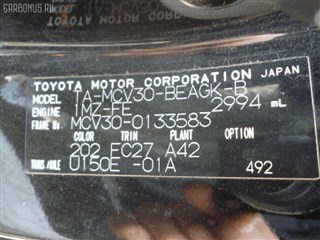 CARBONUS.RU
TOYOTA MOTOR CORPORATION JAPAN
MODEL TA-MCV30-BEAGK-B
ENGINE 1MZ-FE 2994 mL
FRAME No. MCV30-0133583
COLOR TRIM PLANT OPTION
202 FC27 A42
TRANS./AXLE U150E -01A 492